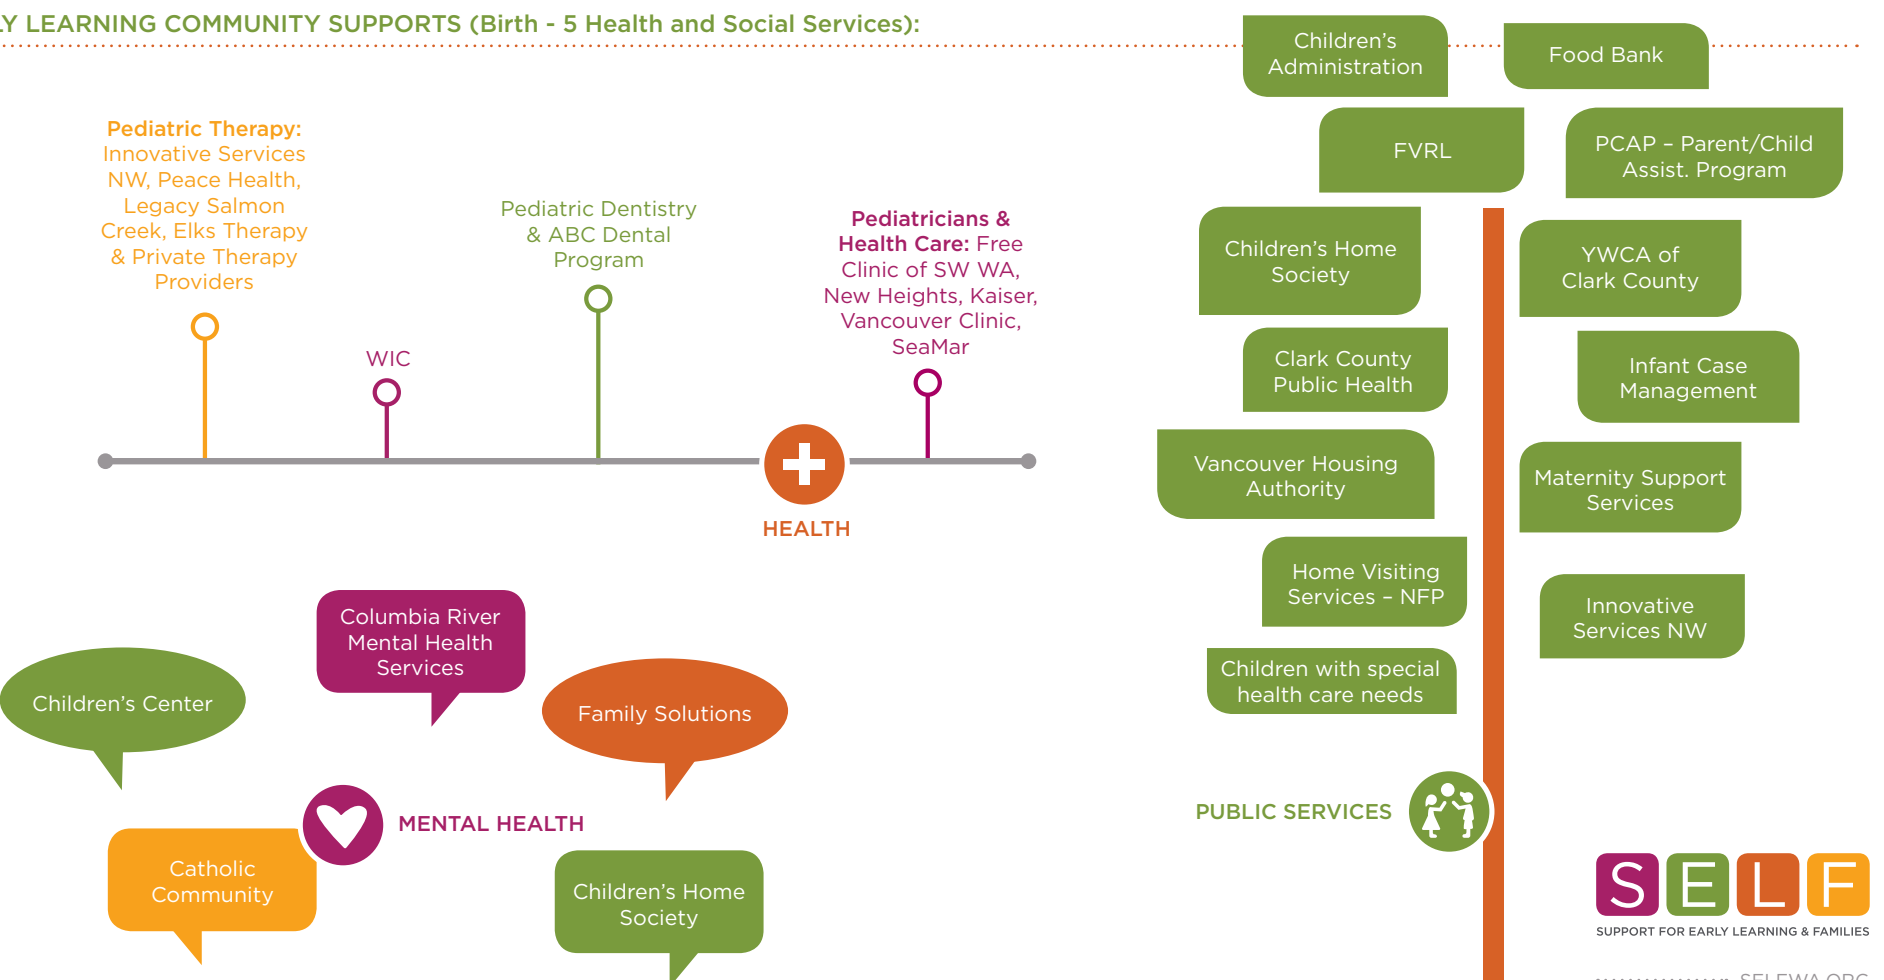 LY LEARNING COMMUNITY SUPPORTS (Birth - 5 Health and Social Services):
Pediatric Therapy:
Innovative Services
NW, Peace Health,
Legacy Salmon
Creek, Elks Therapy
& Private Therapy
Providers
WIC
Pediatric Dentistry
& ABC Dental
Program
Pediatricians &
Health Care: Free
Clinic of SW WA,
New Heights, Kaiser,
Vancouver Clinic,
SeaMar
HEALTH
Columbia River
Mental Health
Services
Children's Center
Family Solutions
MENTAL HEALTH
Catholic
Community
Children's Home
Society
Children's
Administration
Food Bank
FVRL
PCAP – Parent/Child
Assist. Program
Children's Home
Society
YWCA of
Clark County
Clark County
Public Health
Infant Case
Management
Vancouver Housing
Authority
Maternity Support
Services
Home Visiting
Services – NFP
Innovative
Services NW
Children with special
health care needs
PUBLIC SERVICES
SELF
SUPPORT FOR EARLY LEARNING & FAMILIES
SELFWA.ORG